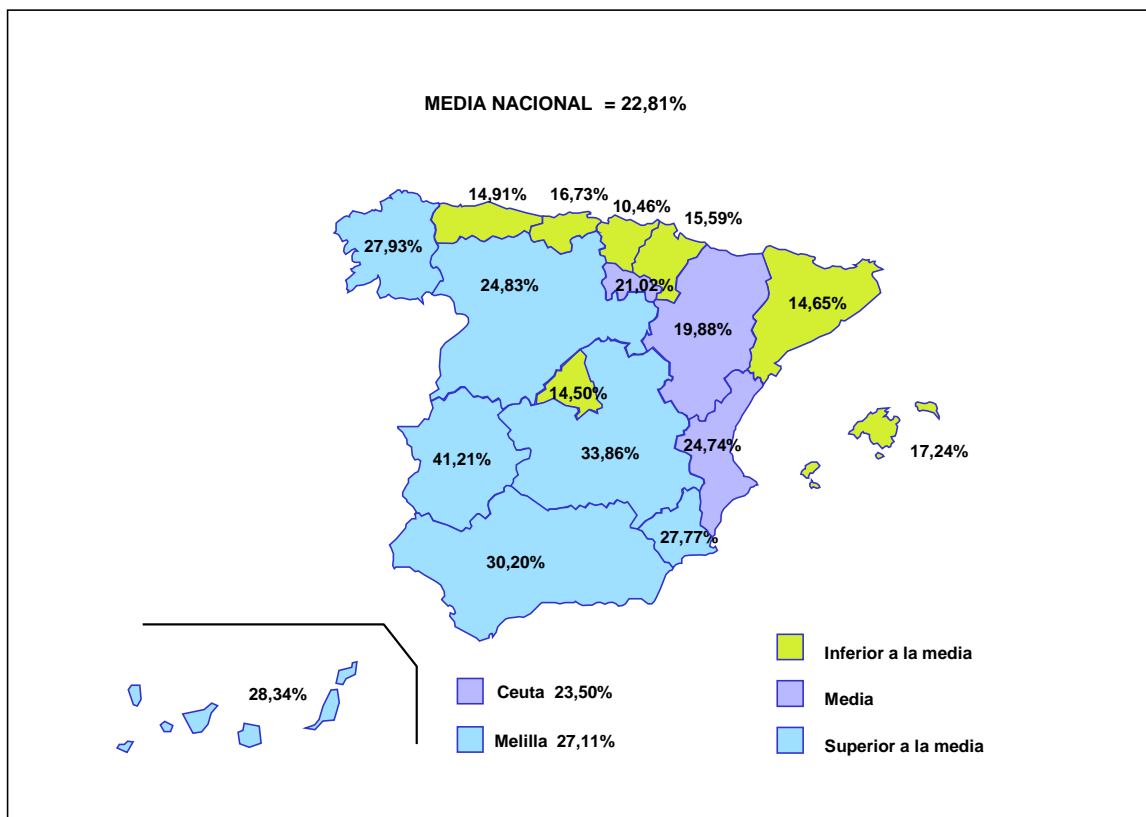 MEDIA NACIONAL = 22,81%
14,91%
16,73%
10,46%
15,59%
27,93%
24,83%
21,02%
14,65%
19,88%
14,50%
41,21%
33,86%
24,74%
17,24%
27,77%
30,20%
28,34%
Ceuta 23,50%
Melilla 27,11%
Inferior a la media
Media
Superior a la media